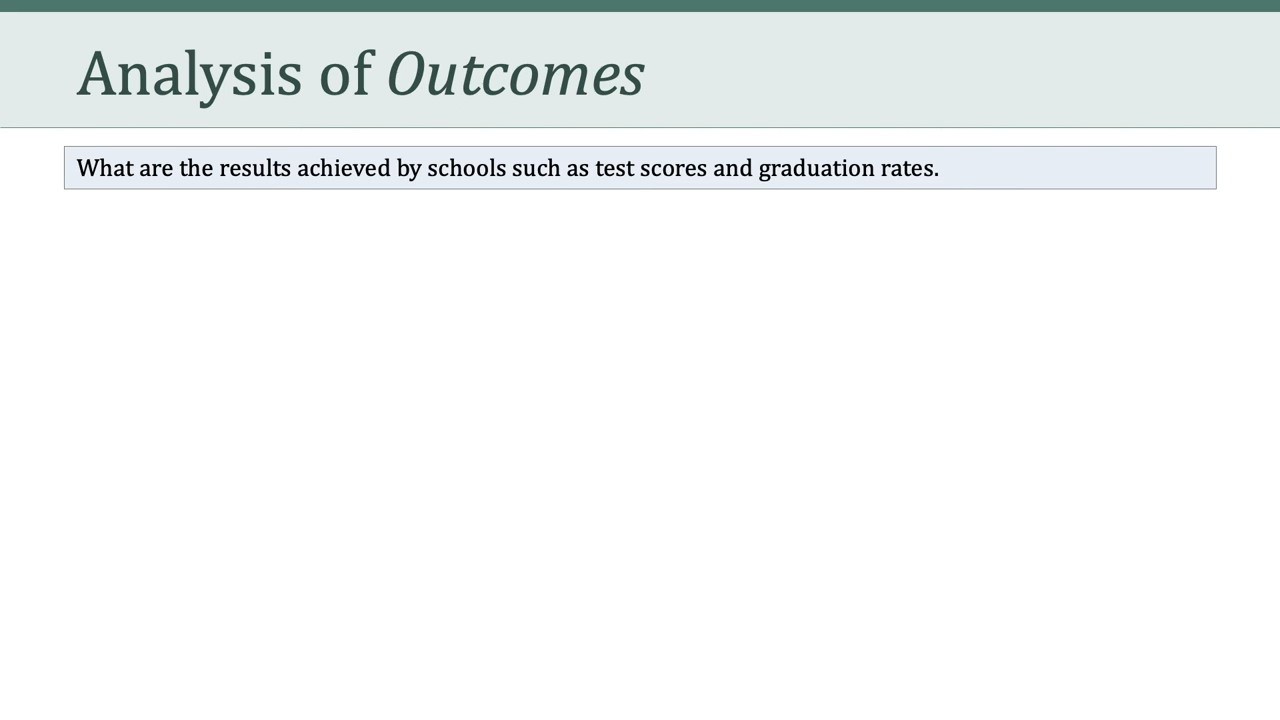 Analysis of Outcomes
What are the results achieved by schools such as test scores and graduation rates.